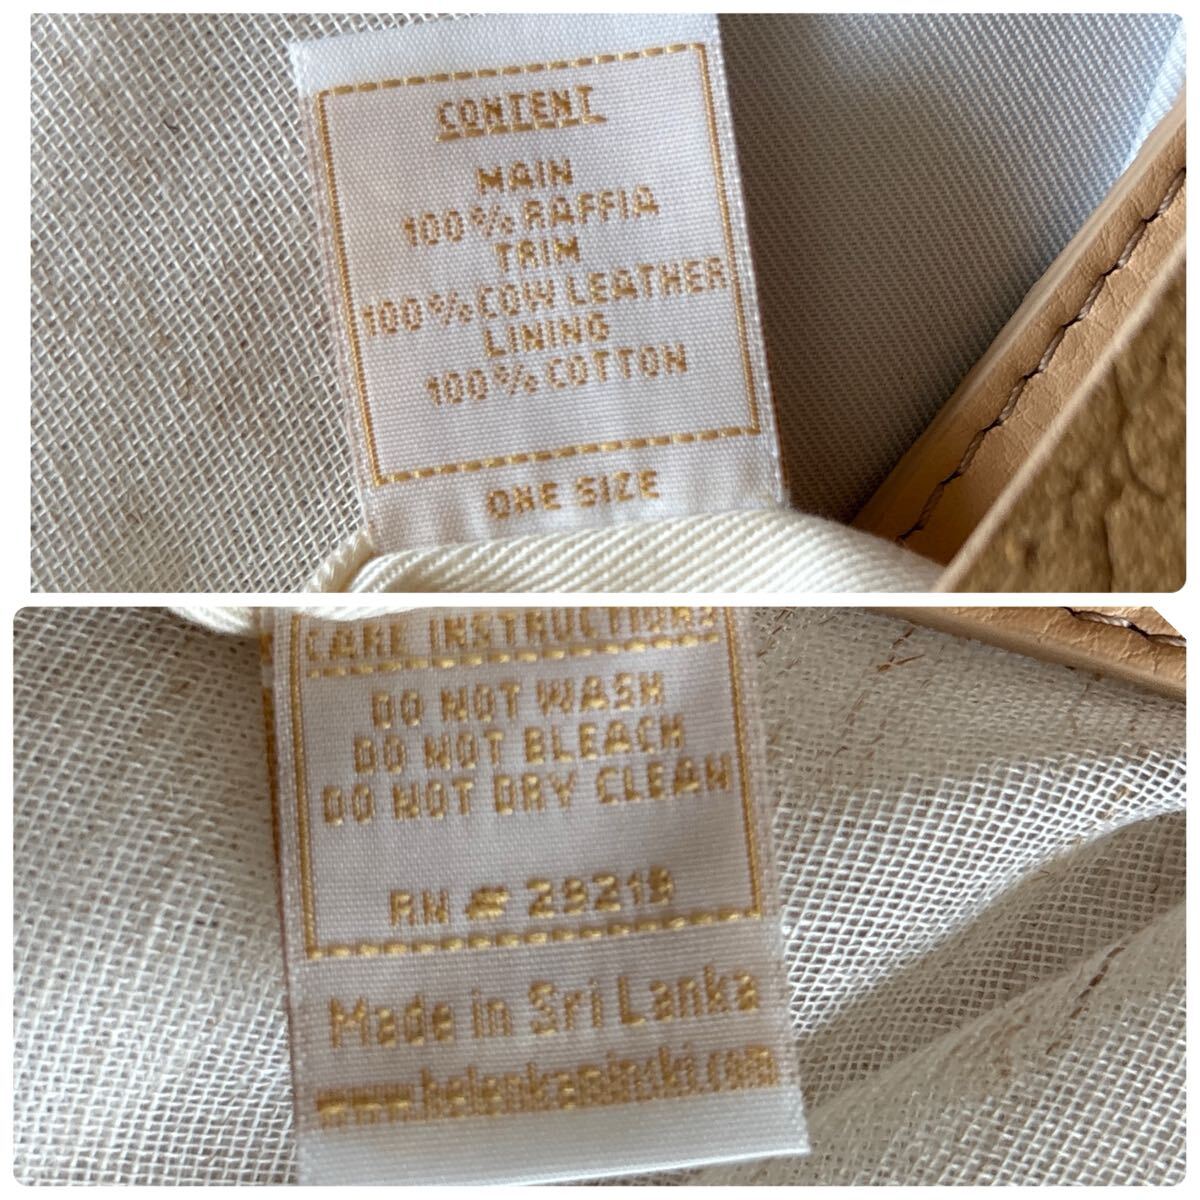 CONTENT
MAIN
100% RAFFIA
TRIM
100% COW LEATHER
LINING
100% COTTON
ONE SIZE
CARE INSTRUCTIONS
DO NOT WASH
DO NOT BLEACH
DO NOT DRY CLEAN
RN # 29219
Made in Sri Lanka
www.helenkaminski.com